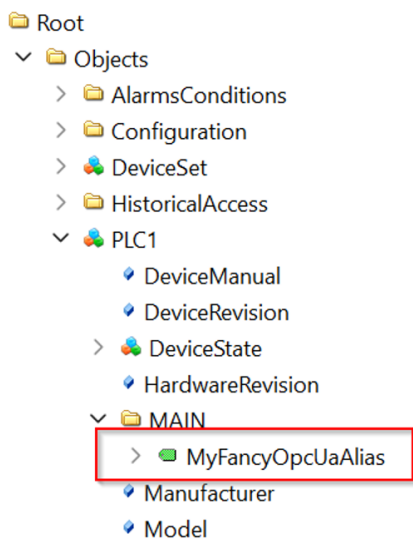 Root
Objects
AlarmsConditions
Configuration
DeviceSet
HistoricalAccess
PLC1
DeviceManual
DeviceRevision
DeviceState
HardwareRevision
MAIN
MyFancyOpcUaAlias
Manufacturer
Model